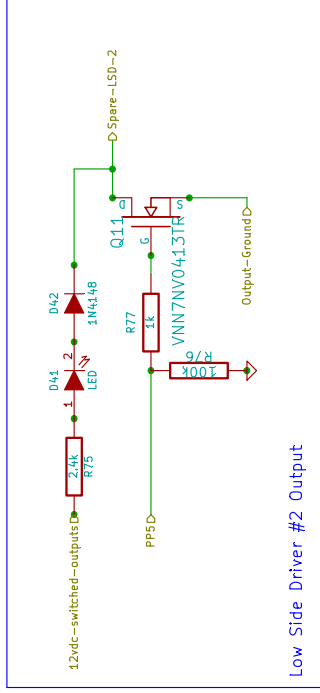 Spare-LSD-2
D
S
G
Q11
VNN7NV0413TR
Output-Ground
D42
1N4148
2
D41
LED
1
R77
1k
R76
100k
2.4k
R75
12vdc-switched-outputs
PP5
Low Side Driver #2 Output